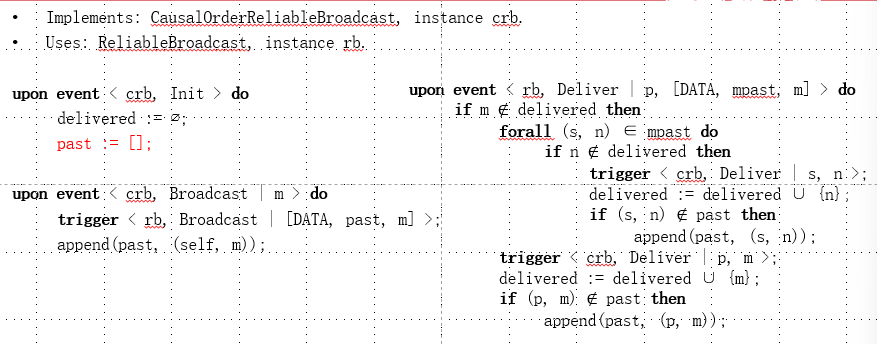 • Implements: CausalOrderReliableBroadcast, instance crb.
• Uses: ReliableBroadcast, instance rb.
upon event < crb, Init > do
delivered := ∅;
past := [];
upon event < crb, Broadcast | m > do
trigger < rb, Broadcast | [DATA, past, m] >;
append(past, (self, m));
upon event < rb, Deliver | p, [DATA, mpast, m] > do
if m ∉ delivered then
forall (s, n) ∈ mpast do
if n ∉ delivered then
trigger < crb, Deliver | s, n >;
delivered := delivered ∪ {n};
if (s, n) ∉ past then
append(past, (s, n));
trigger < crb, Deliver | p, m >;
delivered := delivered ∪ {m};
if (p, m) ∉ past then
append(past, (p, m));